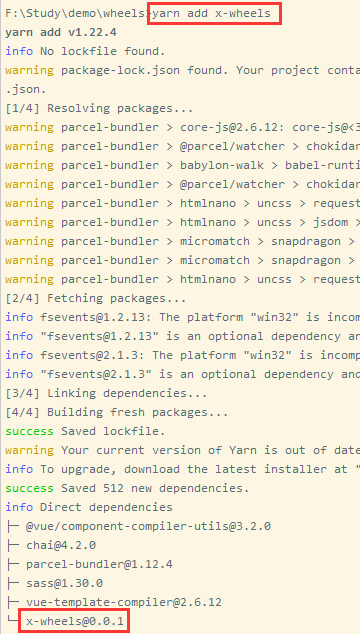 F:\Study\demo\wheels>yarn add x-wheels
yarn add v1.22.4
info No lockfile found.
warning package-lock.json found. Your project conta
.json.
[1/4] Resolving packages...
warning parcel-bundler > core-js@2.6.12: core-js@<3
warning parcel-bundler > @parcel/watcher > chokidar
warning parcel-bundler > babylon-walk > babel-runti
warning parcel-bundler > @parcel/watcher > chokidar
warning parcel-bundler > htmlnano > uncss > request
warning parcel-bundler > htmlnano > uncss > jsdom >
warning parcel-bundler > micromatch > snapdragon >
warning parcel-bundler > micromatch > snapdragon >
warning parcel-bundler > htmlnano > uncss > request
[2/4] Fetching packages...
info fsevents@1.2.13: The platform "win32" is incom
info "fsevents@1.2.13" is an optional dependency an
info fsevents@2.1.3: The platform "win32" is incomp
info "fsevents@2.1.3" is an optional dependency and
[3/4] Linking dependencies...
[4/4] Building fresh packages...
success Saved lockfile.
warning Your current version of Yarn is out of date
info To upgrade, download the latest installer at "
success Saved 512 new dependencies.
info Direct dependencies
├─ @vue/component-compiler-utils@3.2.0
├─ chai@4.2.0
├─ parcel-bundler@1.12.4
├─ sass@1.30.0
├─ vue-template-compiler@2.6.12
└─ x-wheels@0.0.1